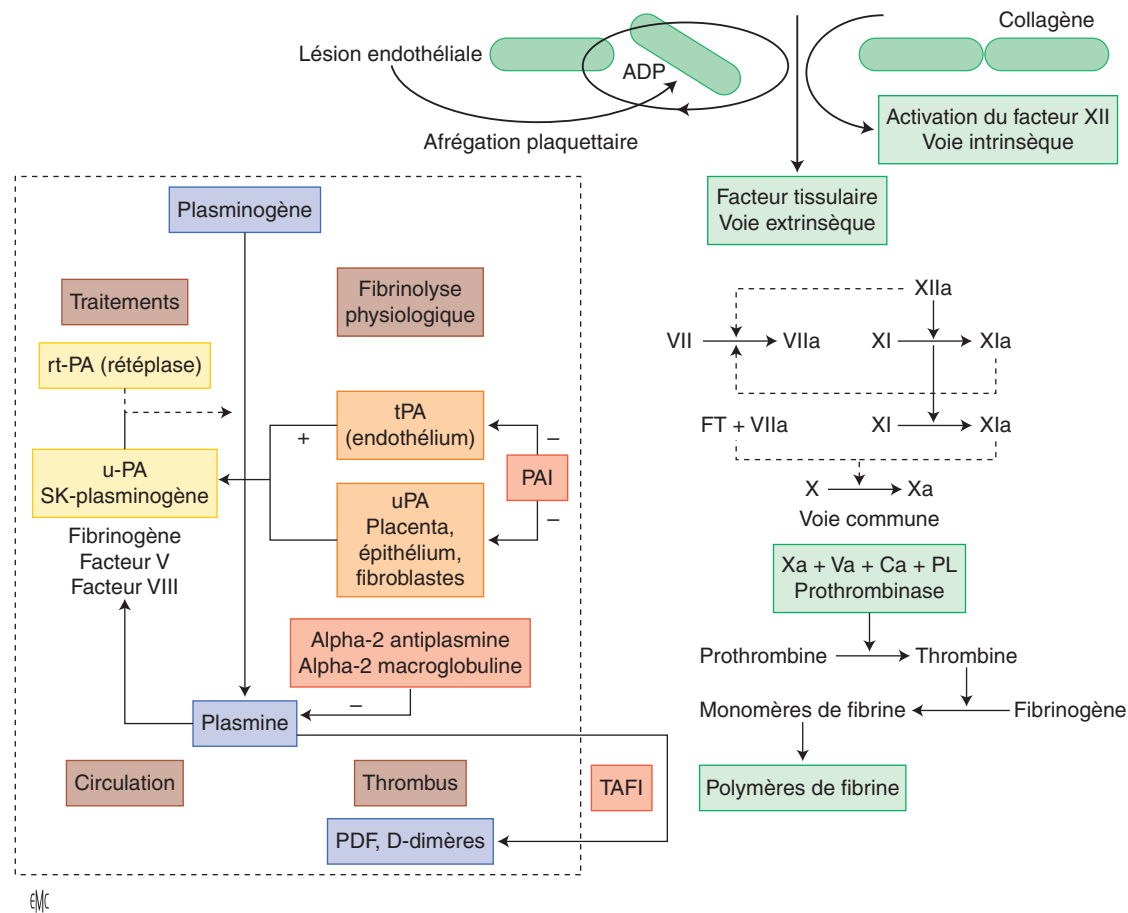 Collagène
Lésion endothéliale
ADP
Afrégation plaquettaire
Activation du facteur XII
Voie intrinsèque
Facteur tissulaire
Voie extrinsèque
Plasminogène
Traitements
Fibrinolyse
physiologique
rt-PA (rétéplase)
tPA
(endothélium)
+
–
PAI
–
u-PA
SK-plasminogène
uPA
Placenta,
épithélium,
fibroblastes
Fibrinogène
Facteur V
Facteur VIII
Alpha-2 antiplasmine
Alpha-2 macroglobuline
–
Plasmine
Circulation
Thrombus
TAFI
PDF, D-dimères
XIIa
VII VIIa XI XIa
FT + VIIa XI XIa
X Xa
Voie commune
Xa + Va + Ca + PL
Prothrombinase
Prothrombine Thrombine
Monomères de fibrine Fibrinogène
Polymères de fibrine
EMC